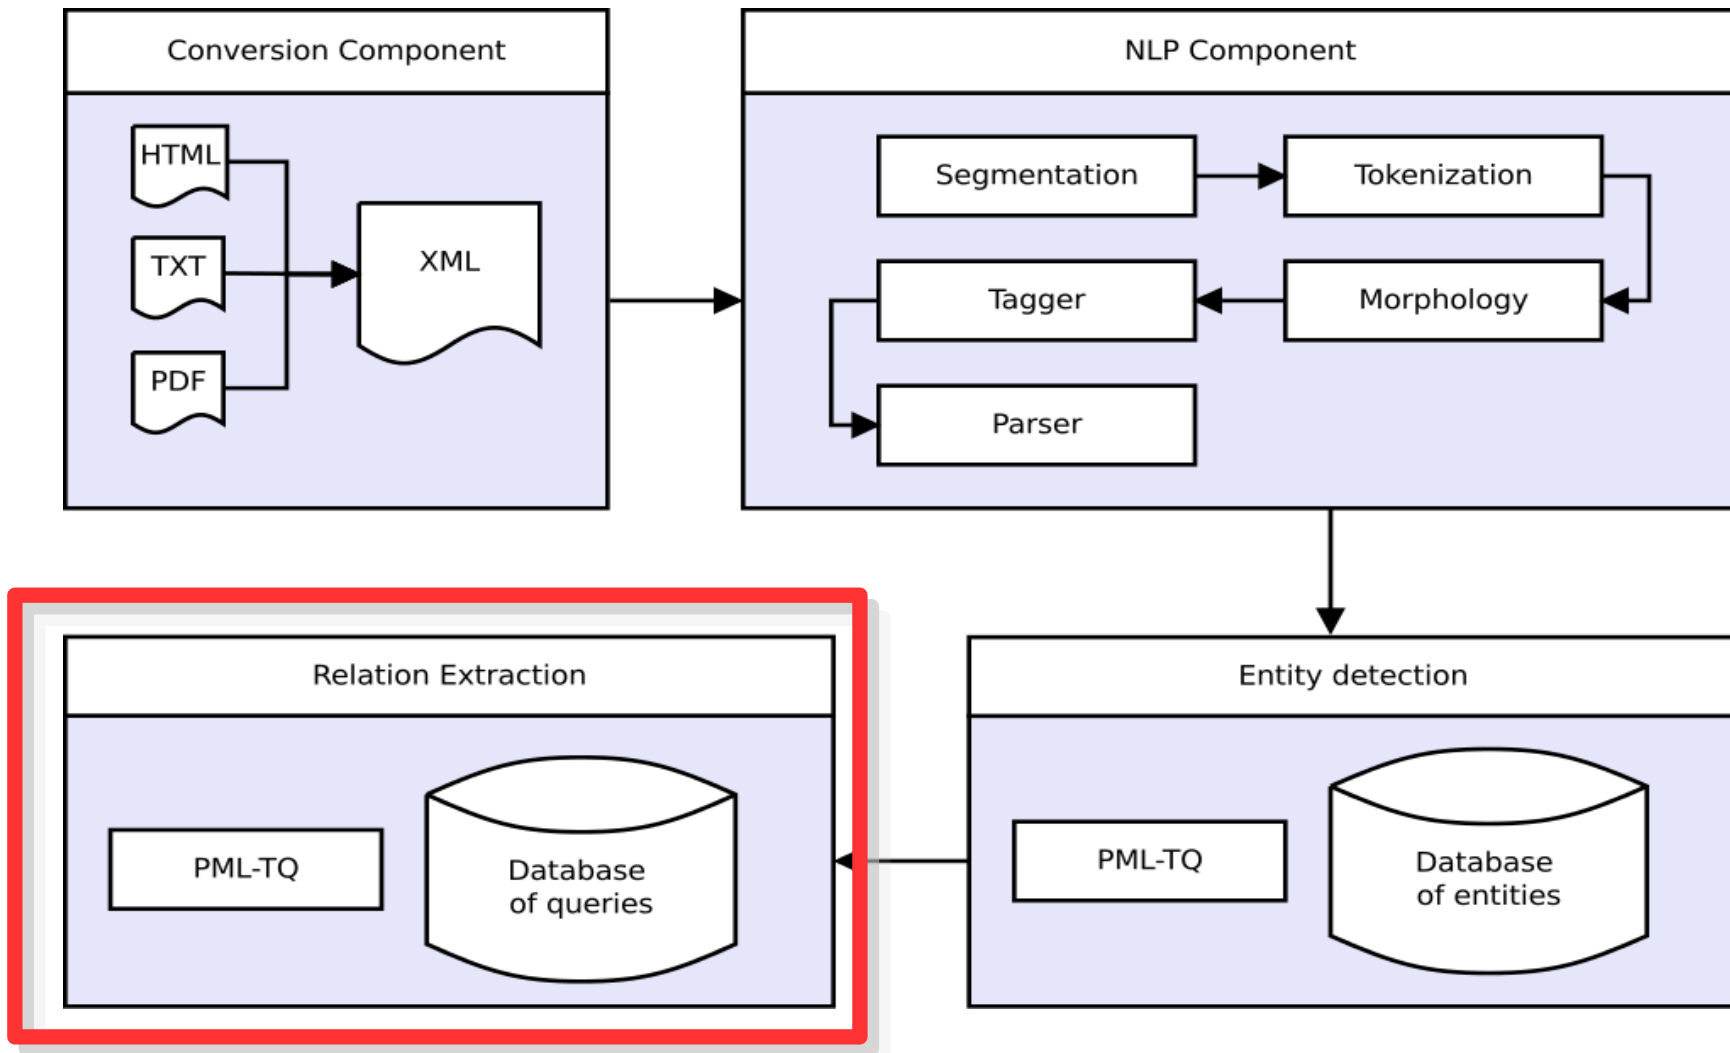 Conversion Component
HTML
TXT
PDF
XML
NLP Component
Segmentation
Tokenization
Tagger
Morphology
Parser
Relation Extraction
PML-TQ
Database
of queries
Entity detection
PML-TQ
Database
of entities